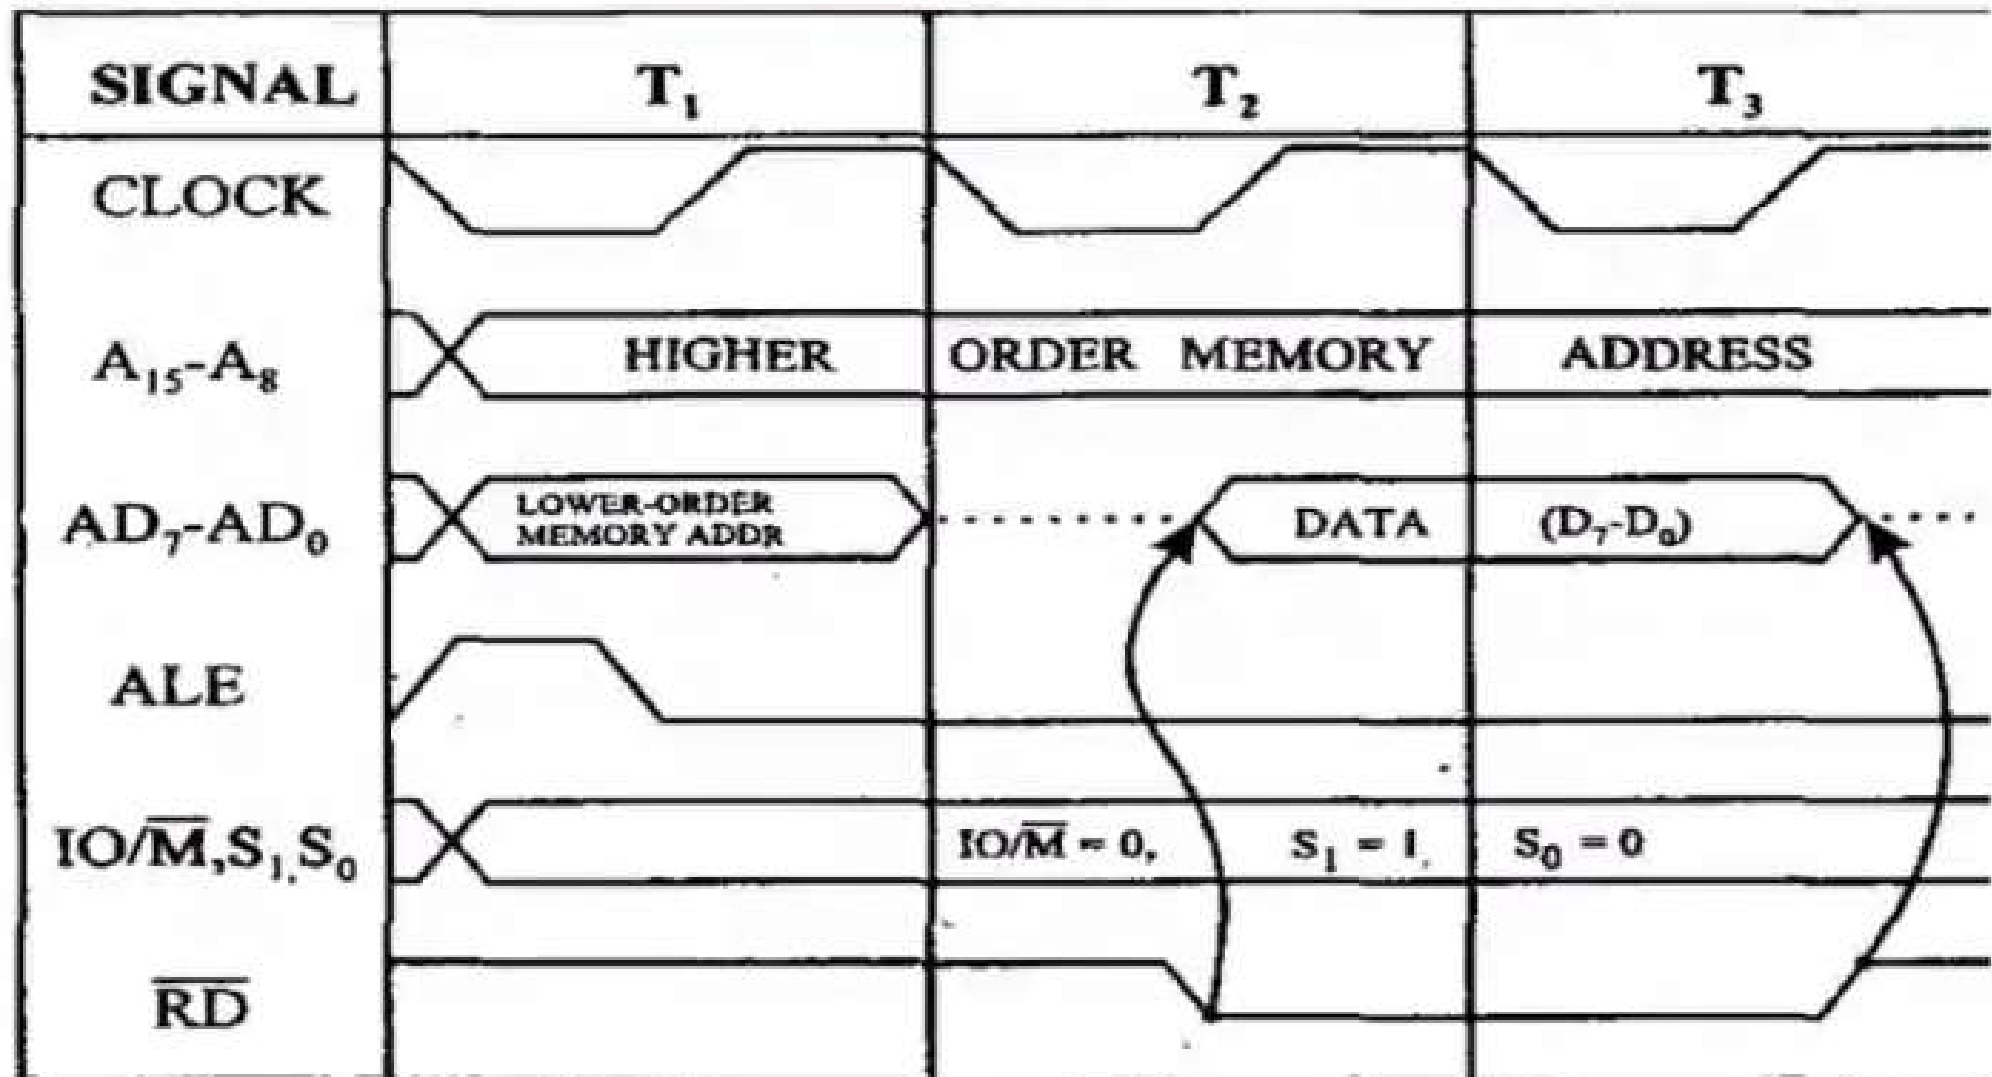 SIGNAL T₁ T₂ T₃
CLOCK
A₁₅-A₈ HIGHER ORDER MEMORY ADDRESS
AD₇-AD₀ LOWER-ORDER MEMORY ADDR DATA (D₇-D₀)
ALE
IO/M̅,S₁,S₀ IO/M̅ = 0, S₁ = 1, S₀ = 0
R̅D̅